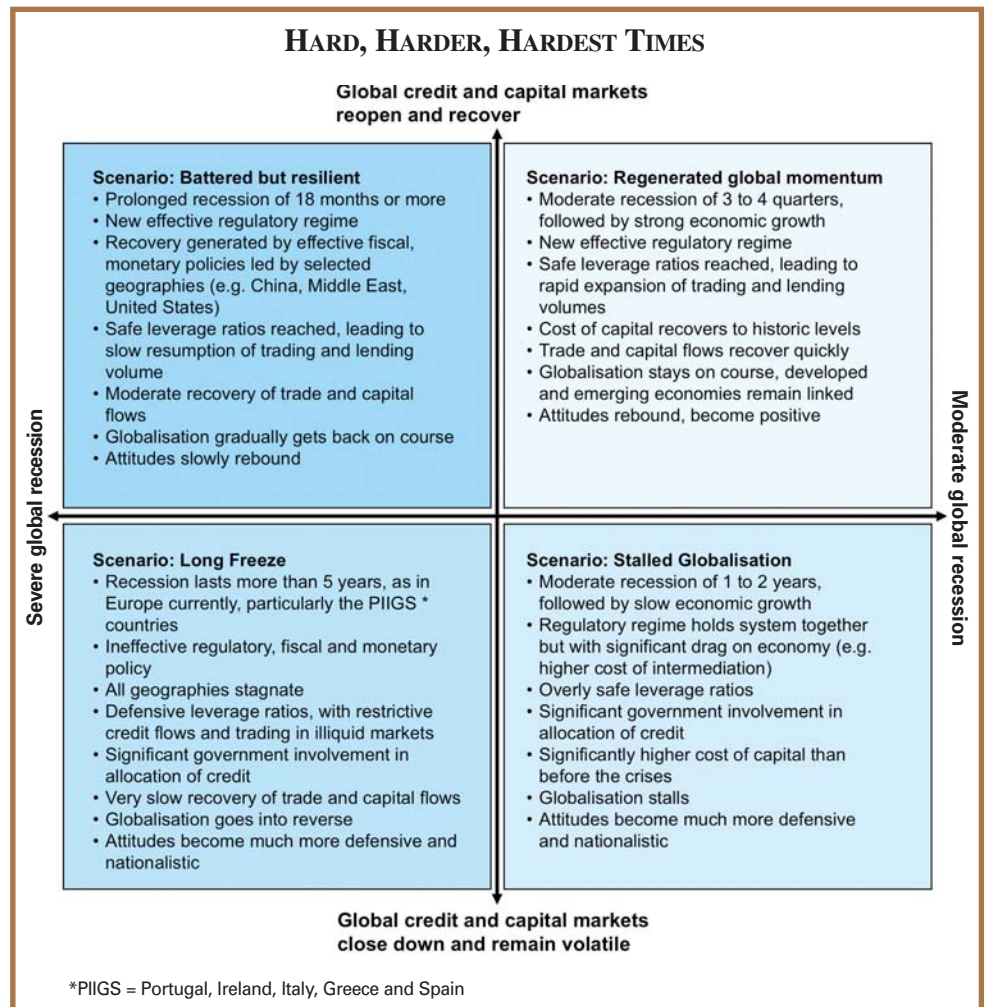 HARD, HARDER, HARDEST TIMES
Global credit and capital markets
reopen and recover
Scenario: Battered but resilient
• Prolonged recession of 18 months or more
• New effective regulatory regime
• Recovery generated by effective fiscal,
monetary policies led by selected
geographies (e.g. China, Middle East,
United States)
• Safe leverage ratios reached, leading to
slow resumption of trading and lending
volume
• Moderate recovery of trade and capital
flows
• Globalisation gradually gets back on course
• Attitudes slowly rebound
Scenario: Regenerated global momentum
• Moderate recession of 3 to 4 quarters,
followed by strong economic growth
• New effective regulatory regime
• Safe leverage ratios reached, leading to
rapid expansion of trading and lending
volumes
• Cost of capital recovers to historic levels
• Trade and capital flows recover quickly
• Globalisation stays on course, developed
and emerging economies remain linked
• Attitudes rebound, become positive
Severe global recession
Moderate global recession
Scenario: Long Freeze
• Recession lasts more than 5 years, as in
Europe currently, particularly the PIIGS *
countries
• Ineffective regulatory, fiscal and monetary
policy
• All geographies stagnate
• Defensive leverage ratios, with restrictive
credit flows and trading in illiquid markets
• Significant government involvement in
allocation of credit
• Very slow recovery of trade and capital flows
• Globalisation goes into reverse
• Attitudes become much more defensive and
nationalistic
Scenario: Stalled Globalisation
• Moderate recession of 1 to 2 years,
followed by slow economic growth
• Regulatory regime holds system together
but with significant drag on economy (e.g.
higher cost of intermediation)
• Overly safe leverage ratios
• Significant government involvement in
allocation of credit
• Significantly higher cost of capital than
before the crises
• Globalisation stalls
• Attitudes become much more defensive
and nationalistic
Global credit and capital markets
close down and remain volatile
*PIIGS = Portugal, Ireland, Italy, Greece and Spain